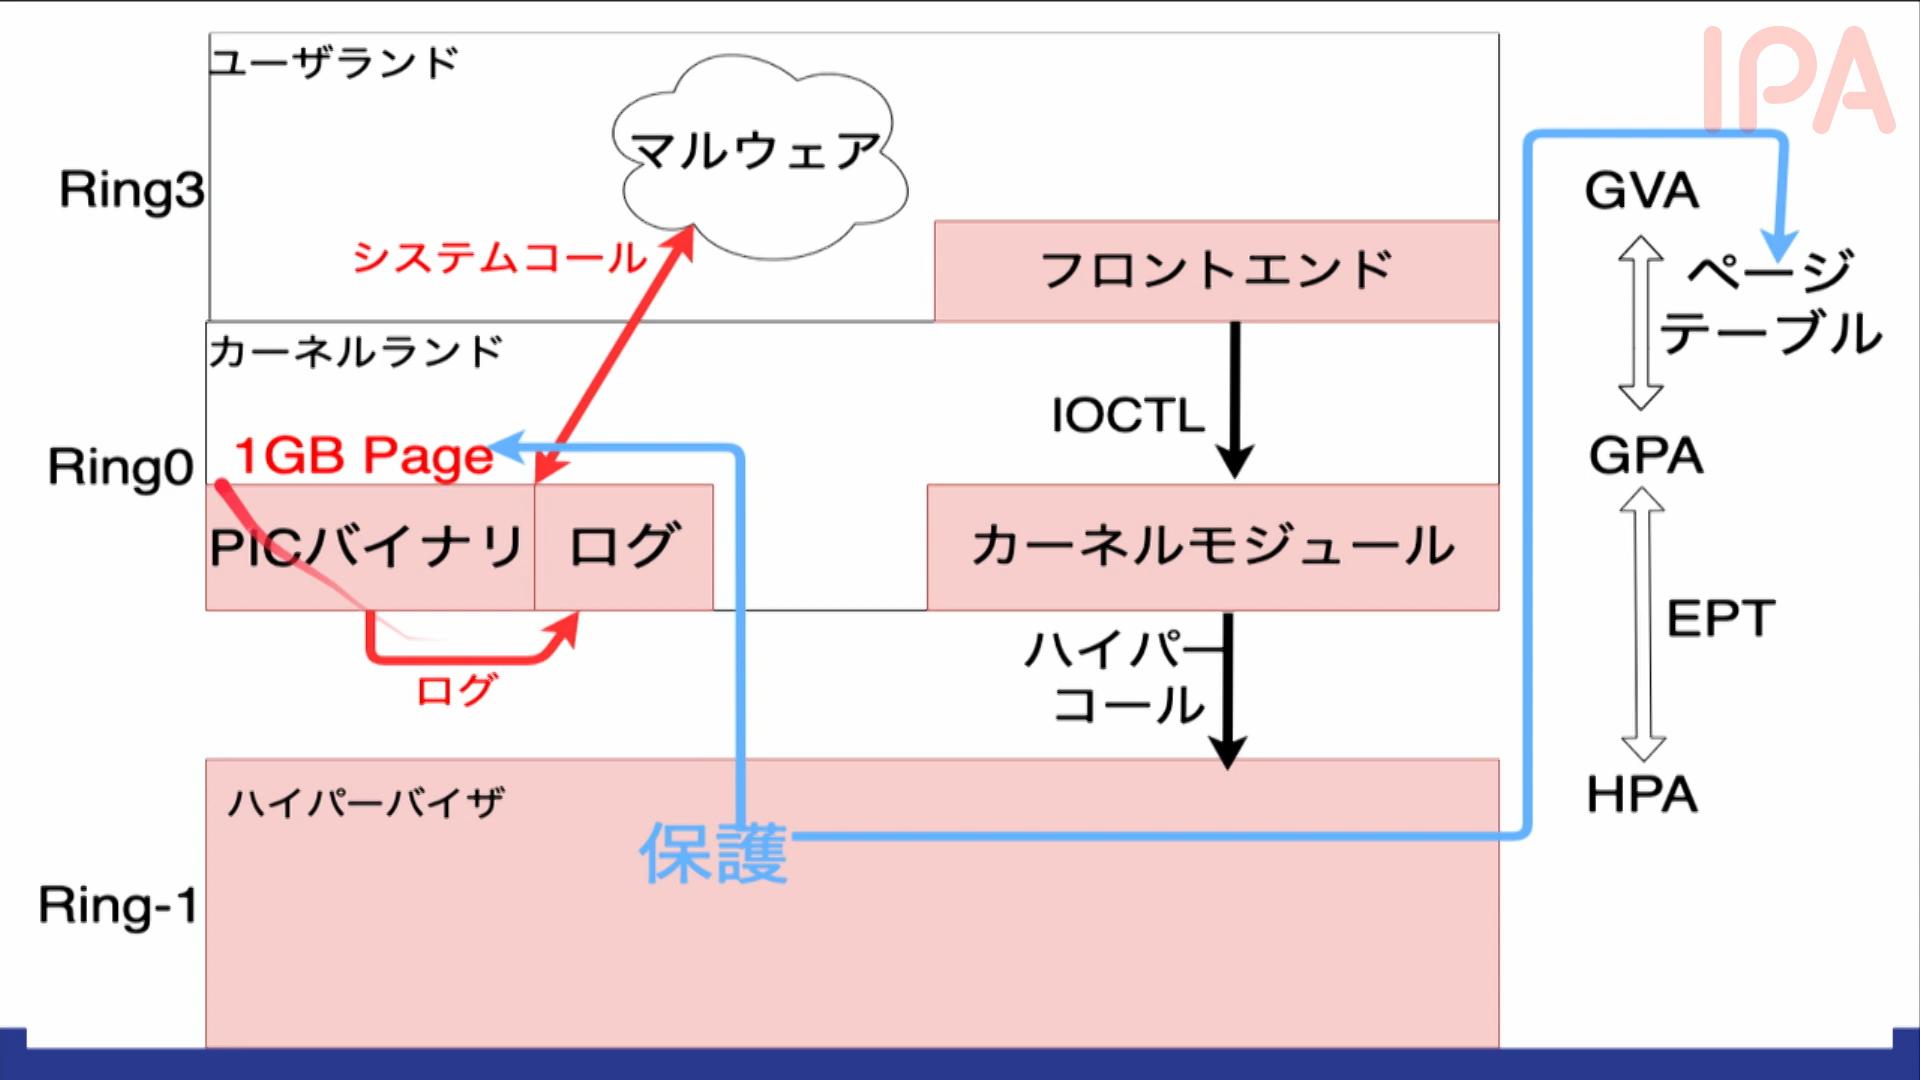 IPA
ユーザランド
マルウェア
Ring3
GVA
システムコール
フロントエンド
ページ
テーブル
カーネルランド
IOCTL
Ring0
1GB Page
GPA
PICバイナリ
ログ
カーネルモジュール
ハイパー
コール
EPT
ログ
ハイパーバイザ
HPA
保護
Ring-1